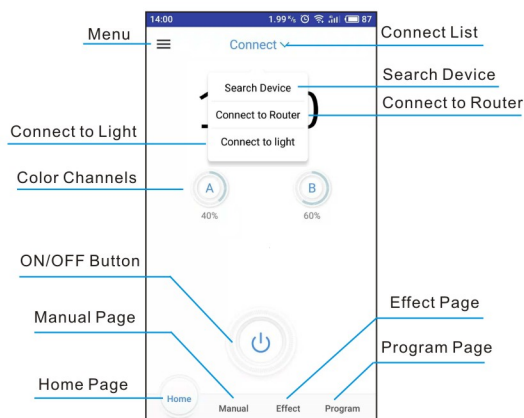 14:00
1.99% 87
Menu
Connect
Connect List
Search Device
Search Device
Connect to Router
Connect to Router
Connect to light
Connect to Light
1 0
Color Channels
A
B
40%
60%
ON/OFF Button
Manual Page
Effect Page
Program Page
Home Page
Home
Manual
Effect
Program